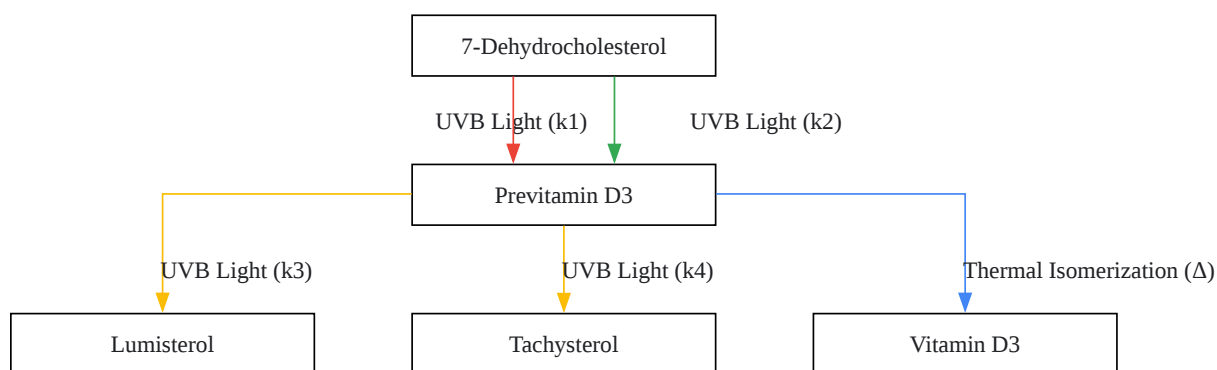 7-Dehydrocholesterol
UVB Light (k1)
UVB Light (k2)
Previtamin D3
UVB Light (k3)
UVB Light (k4)
Thermal Isomerization (Δ)
Lumisterol
Tachysterol
Vitamin D3